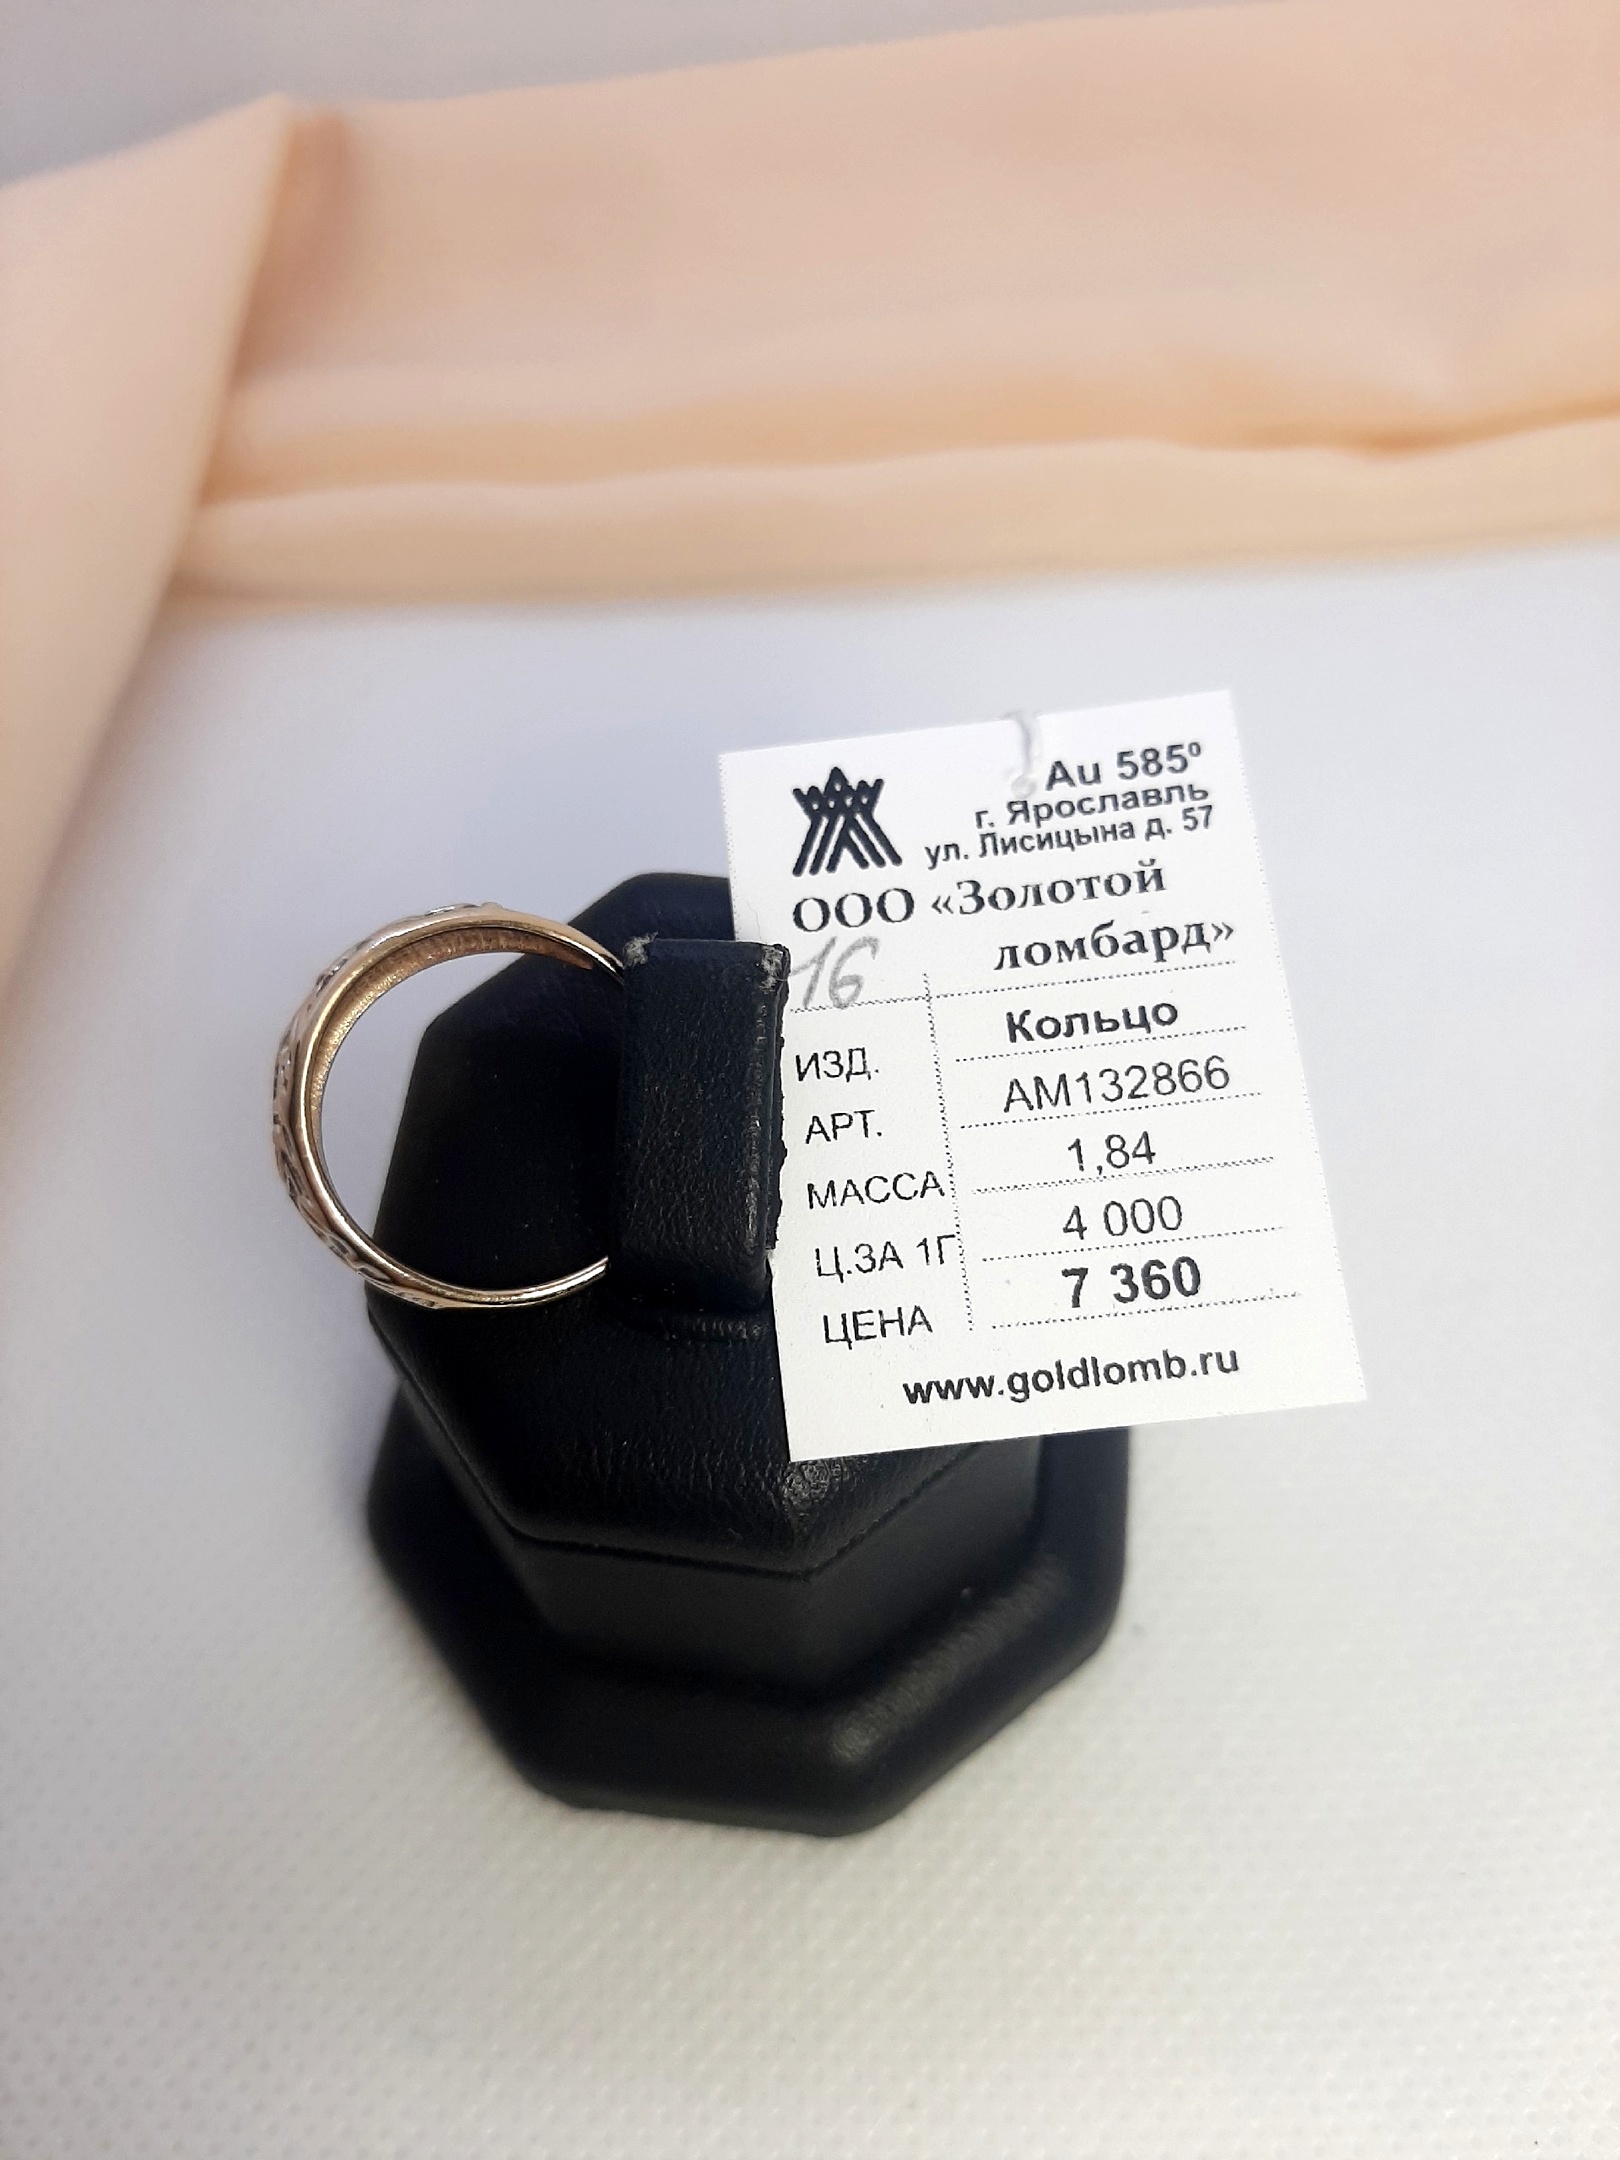 Au 585⁰
г. Ярославль
ул. Лисицына д. 57
ООО «Золотой
ломбард»
16
ИЗД. Кольцо
АРТ. АМ132866
МАССА 1,84
Ц.ЗА 1Г 4 000
ЦЕНА 7 360
www.goldlomb.ru